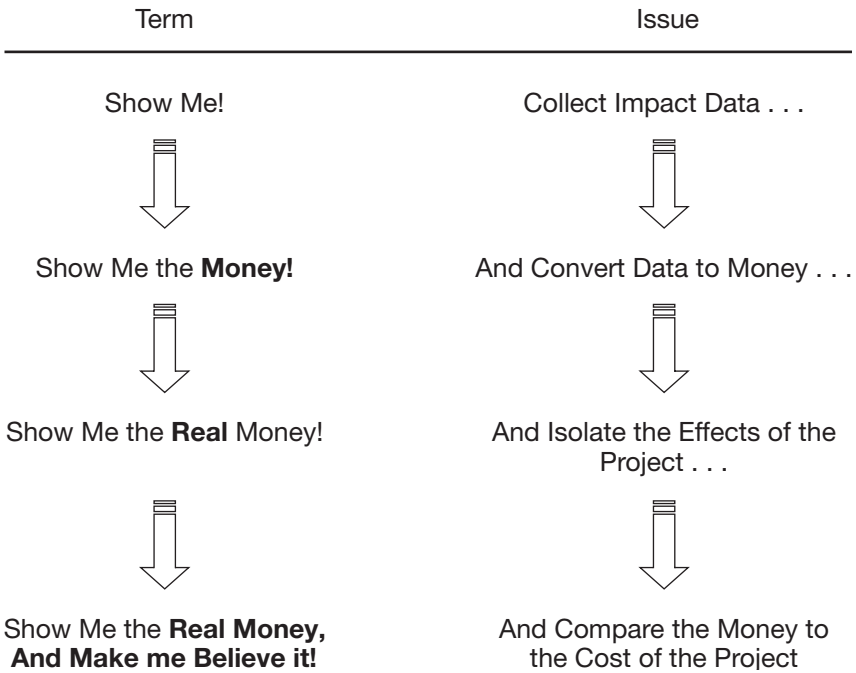 Term Issue
Show Me! Collect Impact Data . . .
Show Me the Money! And Convert Data to Money . . .
Show Me the Real Money! And Isolate the Effects of the
Project . . .
Show Me the Real Money, And Compare the Money to
And Make me Believe it! the Cost of the Project